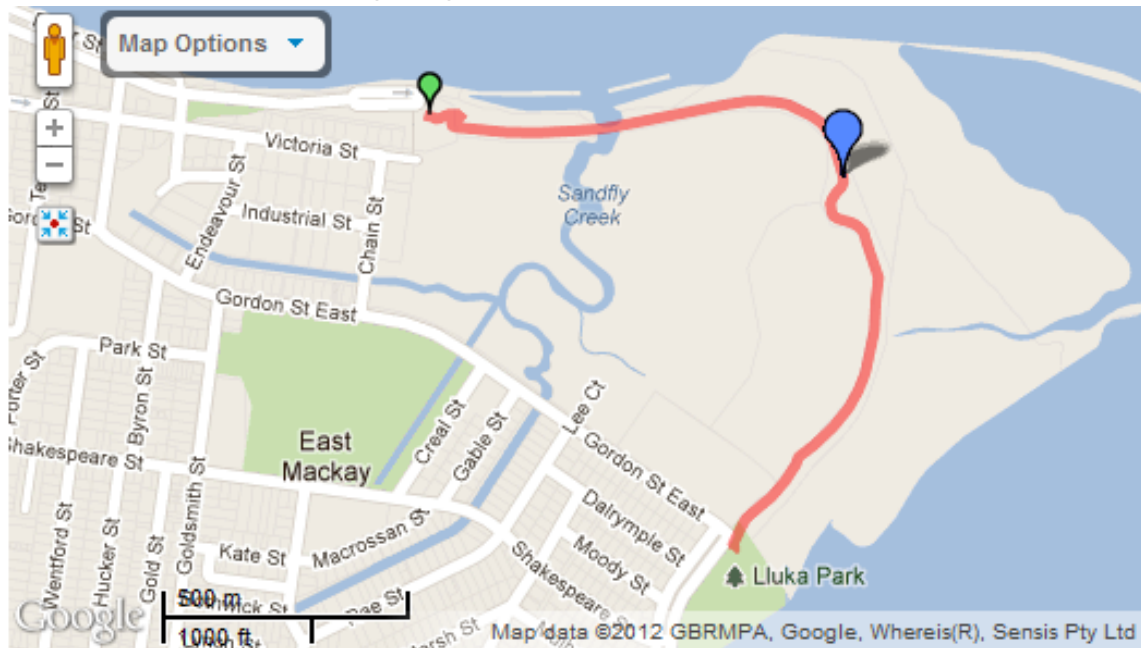 Map Options
Victoria St
Industrial St
Endeavour St
Chain St
Sandfly
Creek
Gordon St East
Park St
Byron St
Lee Ct
Creal St
Gable St
East
Mackay
Shakespeare St
Goldsmith St
Gordon St East
Dalrymple St
Moody St
Wentford St
Hucker St
Gold St
Kate St
Macrossan St
Shakespeare St
Lluka Park
500 m
1000 ft
Google
Map data ©2012 GBRMPA, Google, Whereis(R), Sensis Pty Ltd